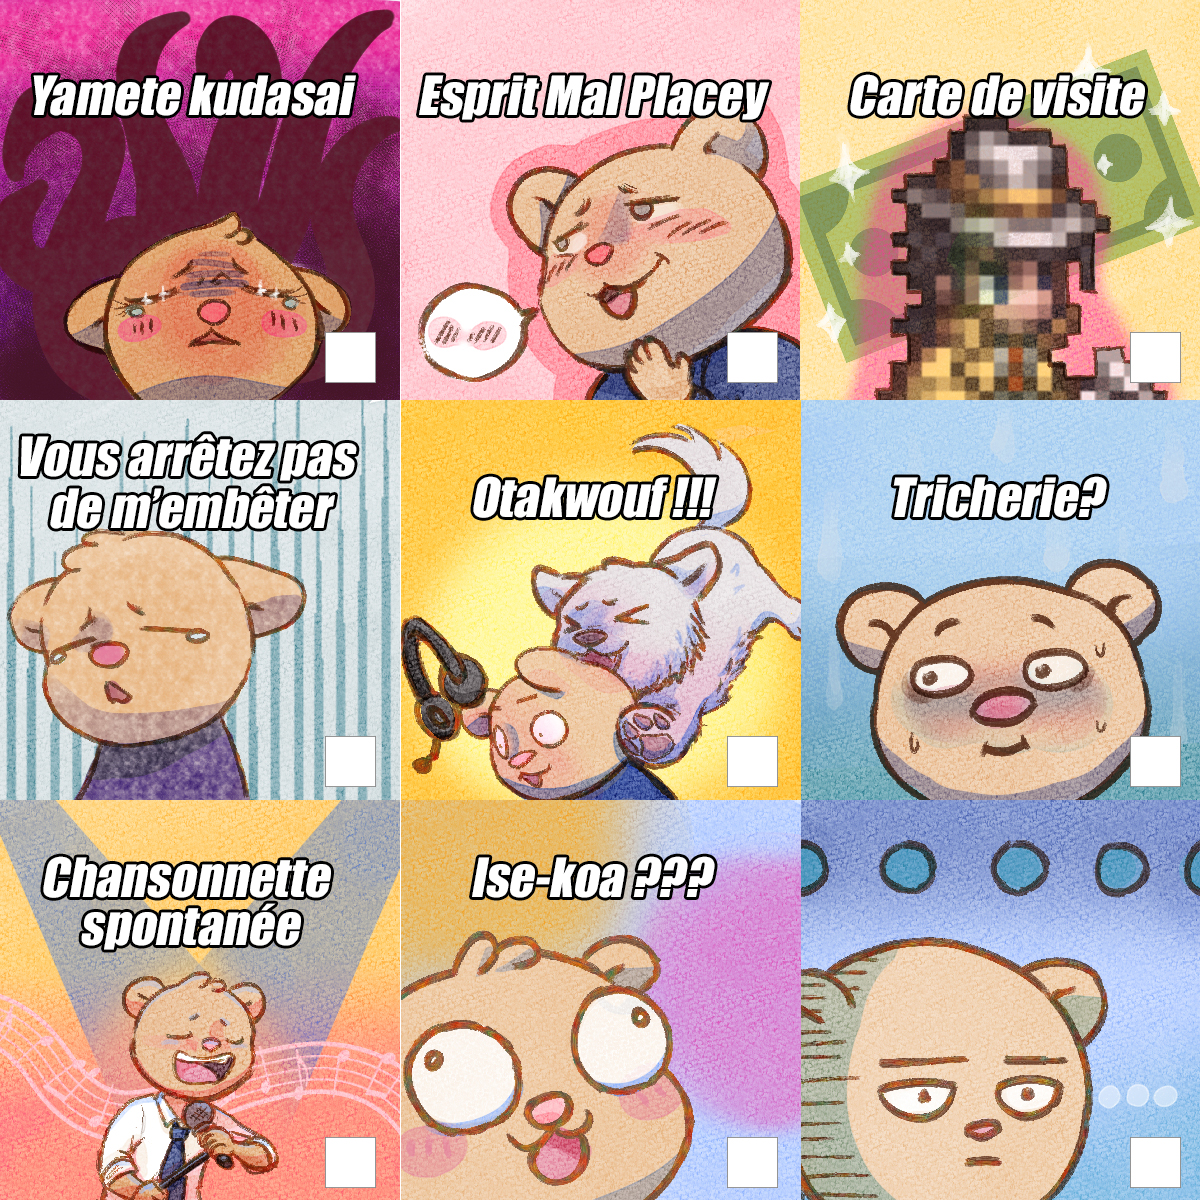 Yamete kudasai
Esprit Mal Placey
Carte de visite
Vous arrêtez pas
de m'embêter
Otakwouf !!!
Tricherie?
Chansonnette
spontanée
Ise-koa ???